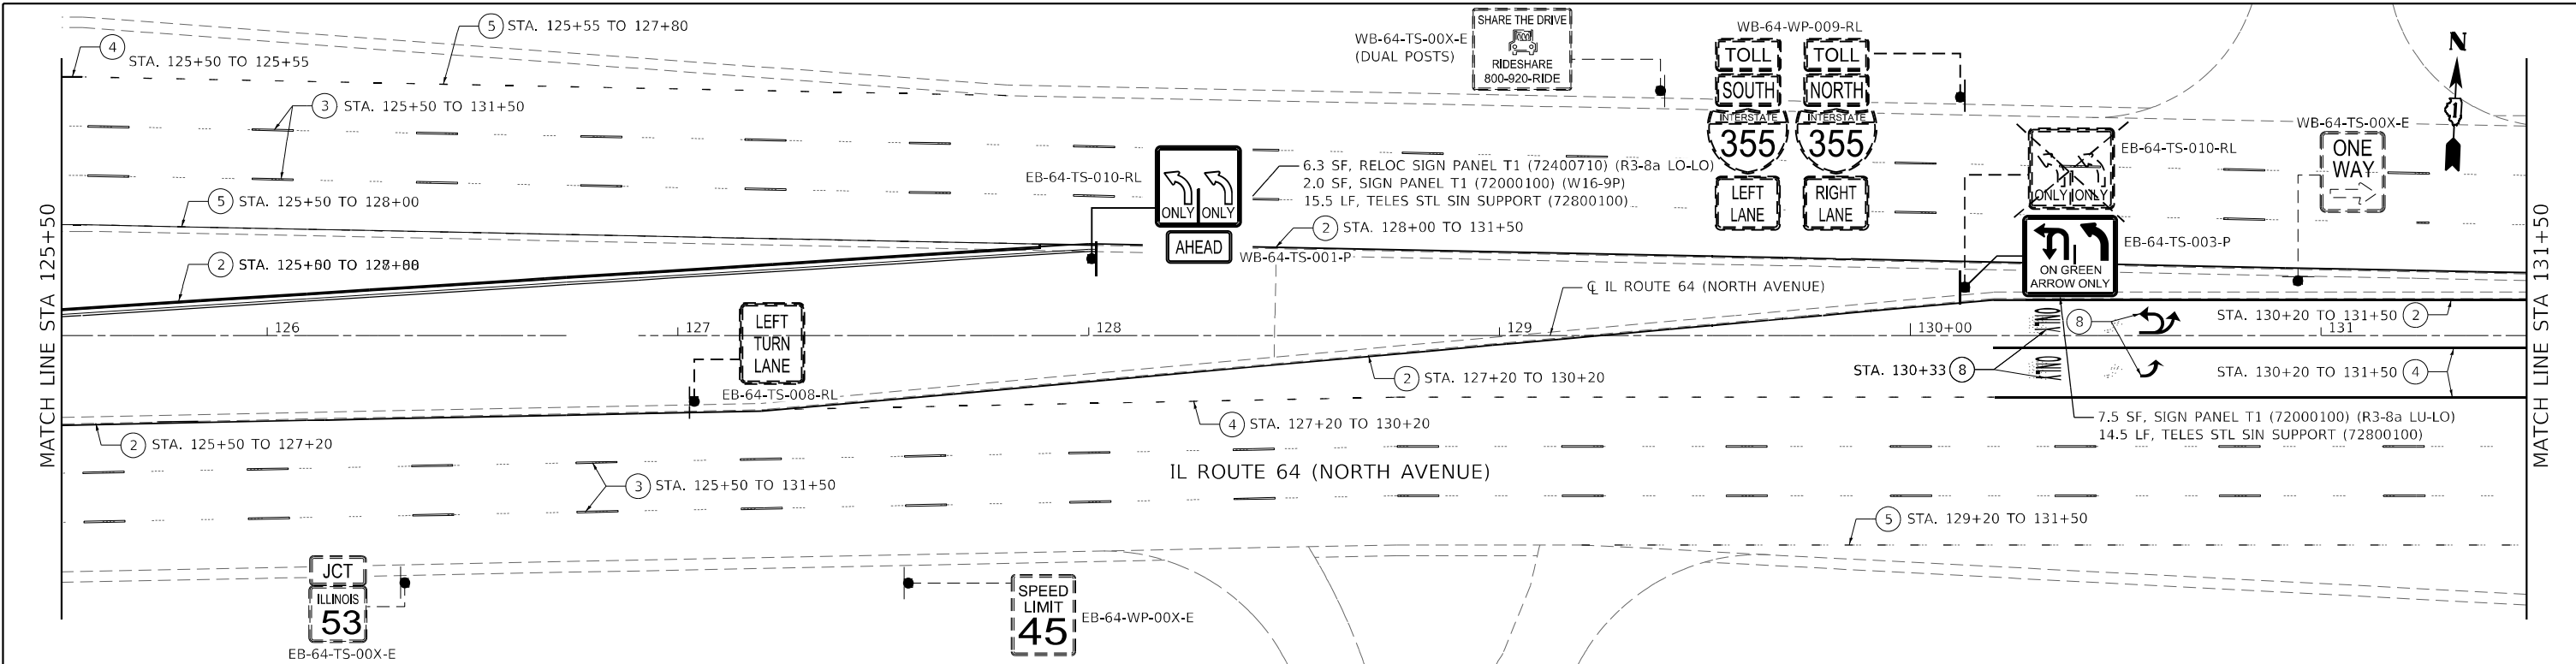 5 STA. 125+55 TO 127+80
4
STA. 125+50 TO 125+55
3 STA. 125+50 TO 131+50
5 STA. 125+50 TO 128+00
MATCH LINE STA 125+50
2
126
127
128
129
130+00
131
LEFT
TURN
LANE
EB-64-TS-008-RL
2 STA. 125+50 TO 127+20
3 STA. 125+50 TO 131+50
JCT
ILLINOIS
53
EB-64-TS-00X-E
SPEED
LIMIT
45
EB-64-WP-00X-E
EB-64-TS-010-RL
ONLY ONLY
AHEAD
WB-64-TS-001-P
6.3 SF, RELOC SIGN PANEL T1 (72400710) (R3-8a LO-LO)
2.0 SF, SIGN PANEL T1 (72000100) (W16-9P)
15.5 LF, TELES STL SIN SUPPORT (72800100)
2 STA. 128+00 TO 131+50
℄ IL ROUTE 64 (NORTH AVENUE)
2 STA. 127+20 TO 130+20
4 STA. 127+20 TO 130+20
IL ROUTE 64 (NORTH AVENUE)
WB-64-TS-00X-E
(DUAL POSTS)
SHARE THE DRIVE
RIDESHARE
800-920-RIDE
WB-64-WP-009-RL
TOLL TOLL
SOUTH NORTH
INTERSTATE INTERSTATE
355 355
LEFT RIGHT
LANE LANE
EB-64-TS-010-RL
ONLY ONLY
EB-64-TS-003-P
ON GREEN
ARROW ONLY
WB-64-TS-00X-E
ONE
WAY
N
STA. 130+20 TO 131+50 2
8
STA. 130+33 8
STA. 130+20 TO 131+50 4
7.5 SF, SIGN PANEL T1 (72000100) (R3-8a LU-LO)
14.5 LF, TELES STL SIN SUPPORT (72800100)
5 STA. 129+20 TO 131+50
MATCH LINE STA 131+50